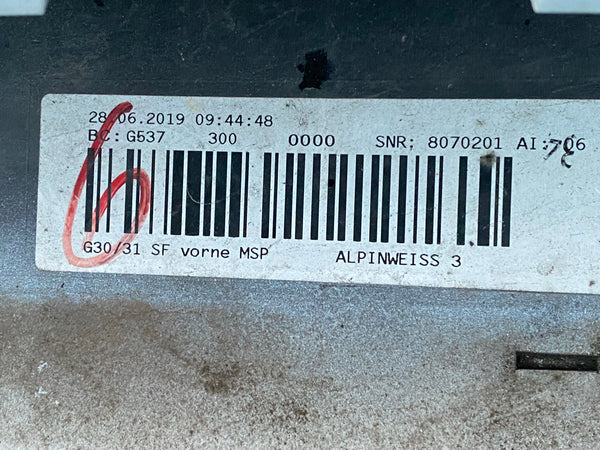 28.06.2019 09:44:48
BC: G537 300 0000 SNR: 8070201 AI:
6
G30/31 SF vorne MSP ALPINWEISS 3